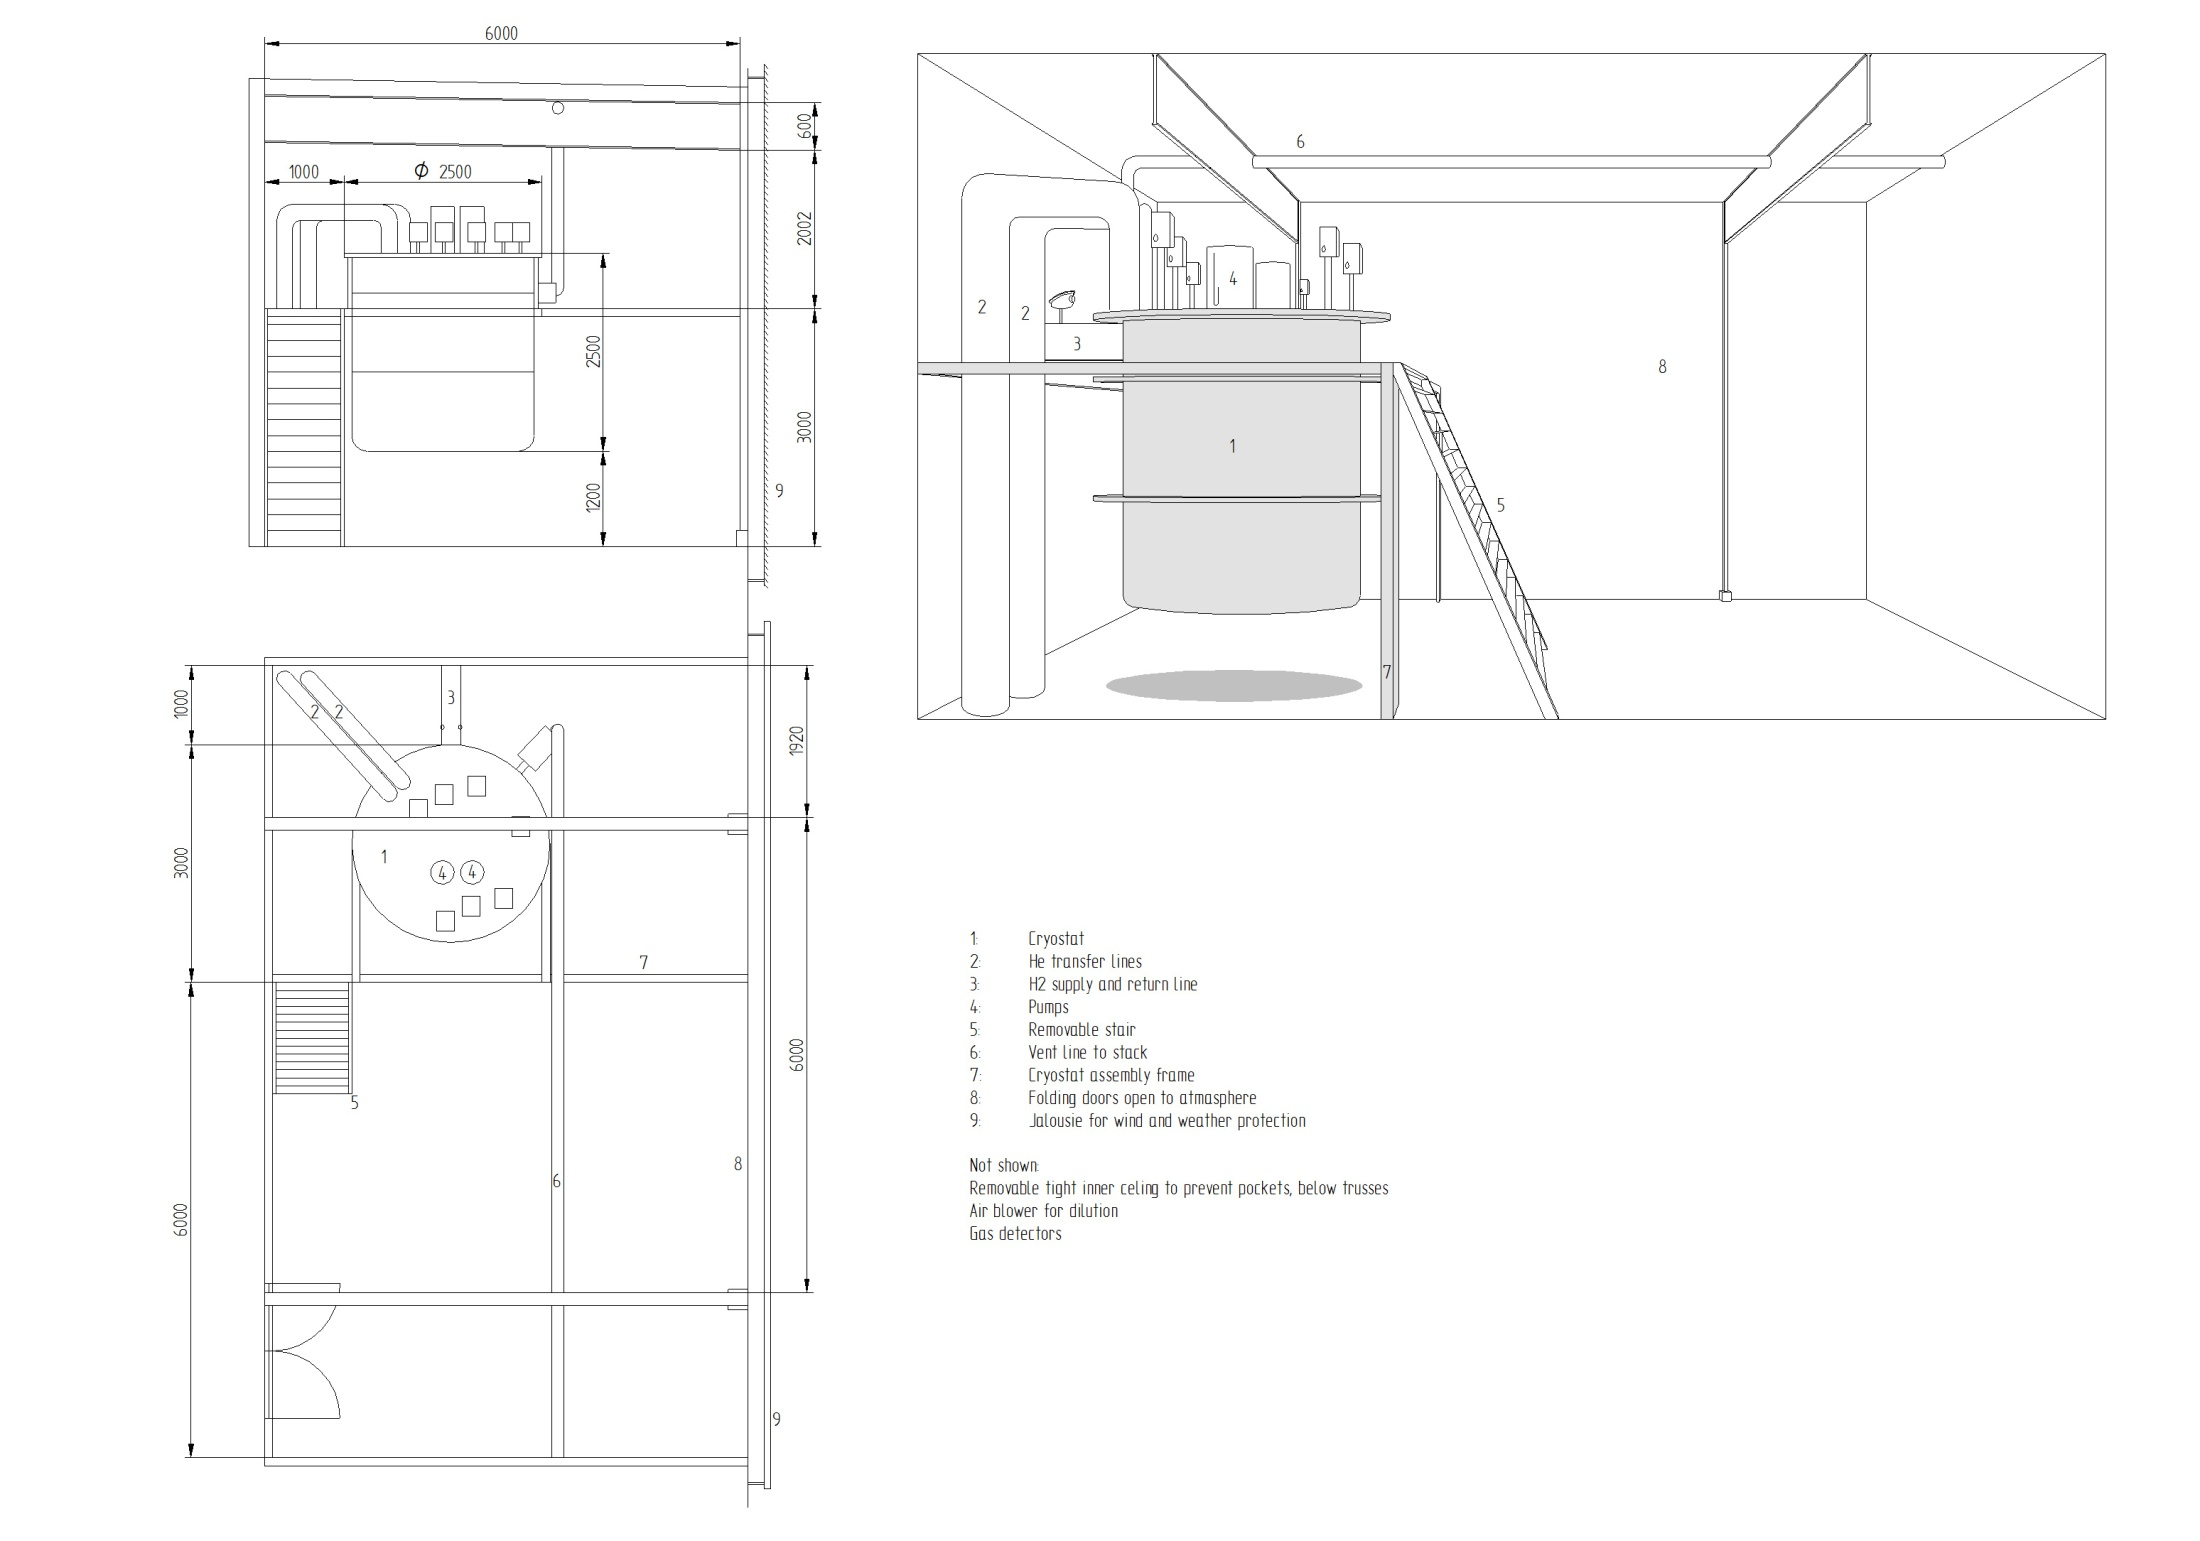 6000
600
1000
Φ 2500
2002
2
2
6
4
3
8
2500
3000
1
1200
9
5
7
1000
3
2
2
1920
3000
1
4
4
7
6000
5
8
6
6000
9
1: Cryostat
2: He transfer lines
3: H2 supply and return line
4: Pumps
5: Removable stair
6: Vent line to stack
7: Cryostat assembly frame
8: Folding doors open to atmasphere
9: Jalousie for wind and weather protection
Not shown:
Removable tight inner celing to prevent pockets, below trusses
Air blower for dilution
Gas detectors